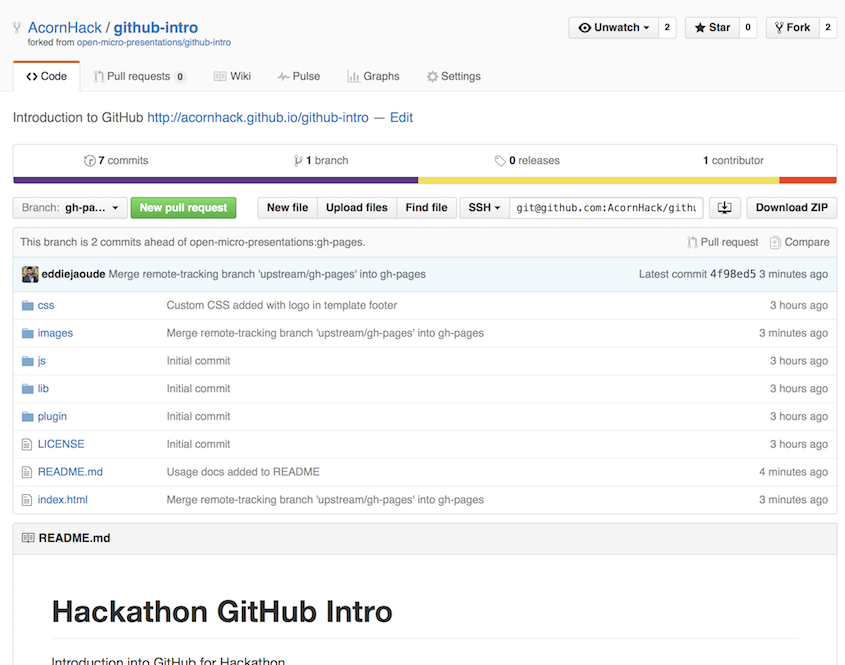 AcornHack / github-intro
forked from open-micro-presentations/github-intro
Unwatch 2 Star 0 Fork 2
Code Pull requests 0 Wiki Pulse Graphs Settings
Introduction to GitHub http://acornhack.github.io/github-intro — Edit
7 commits 1 branch 0 releases 1 contributor
Branch: gh-pa... New pull request New file Upload files Find file SSH git@github.com:AcornHack/githu Download ZIP
This branch is 2 commits ahead of open-micro-presentations:gh-pages. Pull request Compare
eddiejaoude Merge remote-tracking branch 'upstream/gh-pages' into gh-pages Latest commit 4f98ed5 3 minutes ago
css Custom CSS added with logo in template footer 3 hours ago
images Merge remote-tracking branch 'upstream/gh-pages' into gh-pages 3 minutes ago
js Initial commit 3 hours ago
lib Initial commit 3 hours ago
plugin Initial commit 3 hours ago
LICENSE Initial commit 3 hours ago
README.md Usage docs added to README 4 minutes ago
index.html Merge remote-tracking branch 'upstream/gh-pages' into gh-pages 3 minutes ago
README.md
Hackathon GitHub Intro
Introduction into GitHub for Hackathon